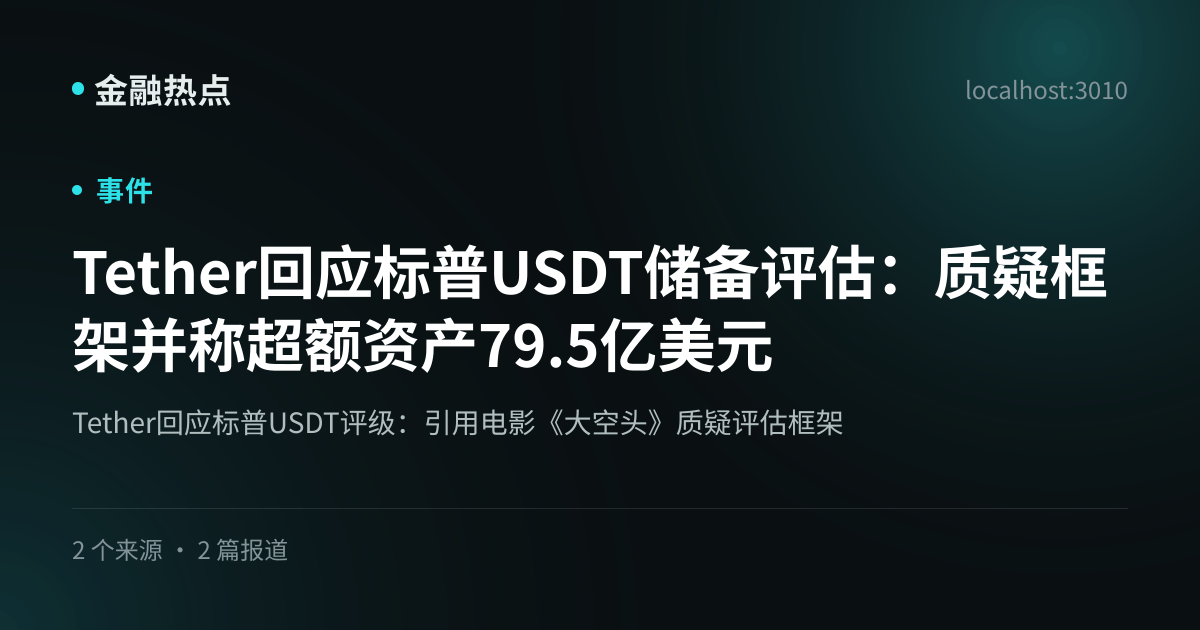 金融热点
localhost:3010
事件
Tether回应标普USDT储备评估：质疑框
架并称超额资产79.5亿美元
Tether回应标普USDT评级：引用电影《大空头》质疑评估框架
2 个来源 · 2 篇报道